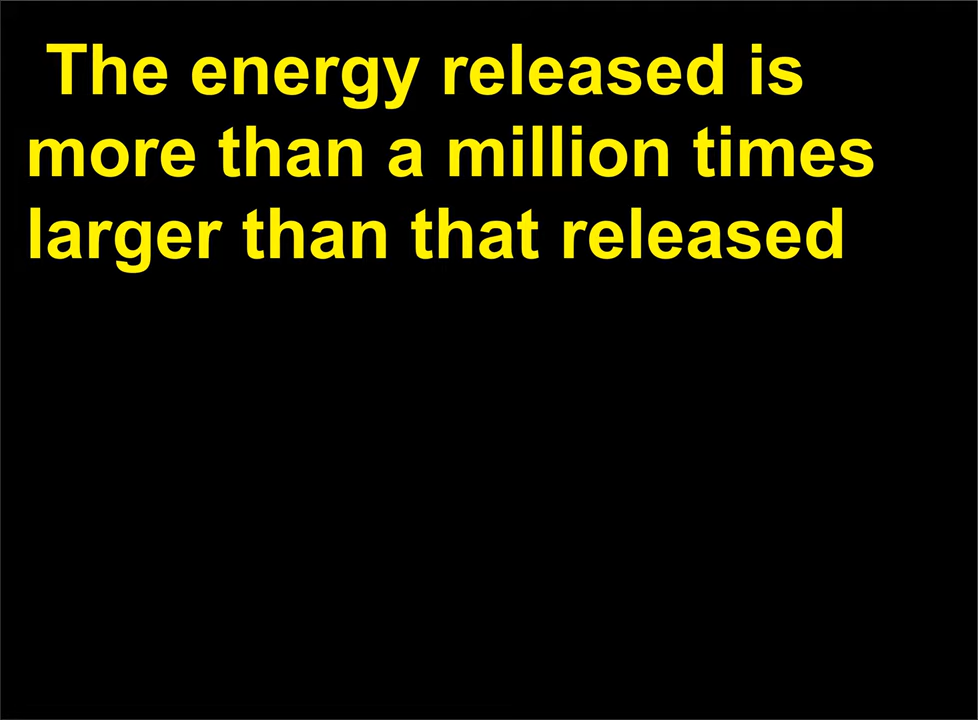 The energy released is
more than a million times
larger than that released